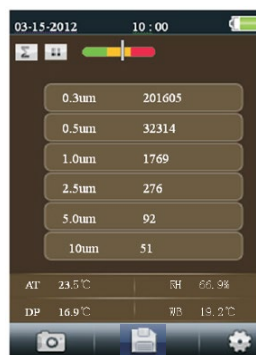 03-15-2012 10:00
Σ
0.3um 201605
0.5um 32314
1.0um 1769
2.5um 276
5.0um 92
10um 51
AT 23.5℃ RH 66.9%
DP 16.9℃ WB 19.2℃